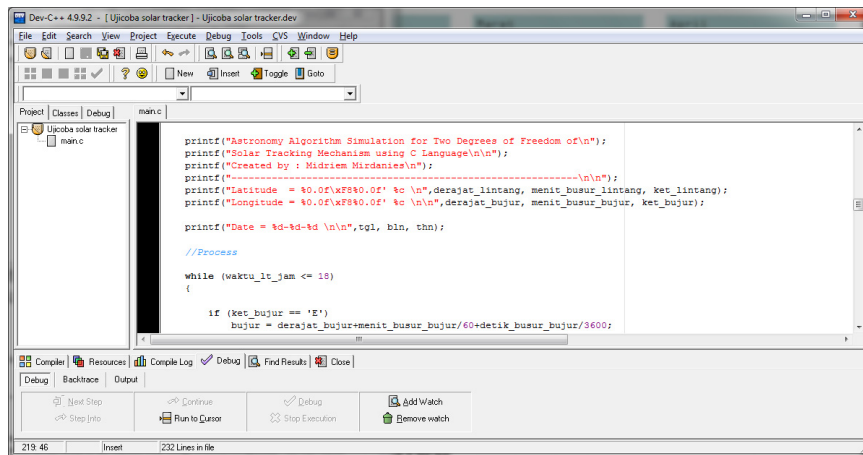 Dev-C++ 4.9.9.2 - [ Ujicoba solar tracker ] - Ujicoba solar tracker.dev
File Edit Search View Project Execute Debug Tools CVS Window Help
New Insert Toggle Goto
Project Classes Debug main.c
Ujicoba solar tracker
main.c
printf("Astronomy Algorithm Simulation for Two Degrees of Freedom of\n");
printf("Solar Tracking Mechanism using C Language\n\n");
printf("Created by : Midriem Mirdanies\n");
printf("------------------------------------------------------------\n\n");
printf("Latitude  = %0.0f\xF8%0.0f' %c \n",derajat_lintang, menit_busur_lintang, ket_lintang);
printf("Longitude = %0.0f\xF8%0.0f' %c \n\n",derajat_bujur, menit_busur_bujur, ket_bujur);
printf("Date = %d-%d-%d \n\n",tgl, bln, thn);
//Process
while (waktu_lt_jam <= 18)
{
if (ket_bujur == 'E')
bujur = derajat_bujur+menit_busur_bujur/60+detik_busur_bujur/3600;
Compiler Resources Compile Log Debug Find Results Close
Debug Backtrace Output
Next Step Continue Debug Add Watch
Step Into Run to Cursor Stop Execution Remove watch
219: 46 Insert 232 Lines in file